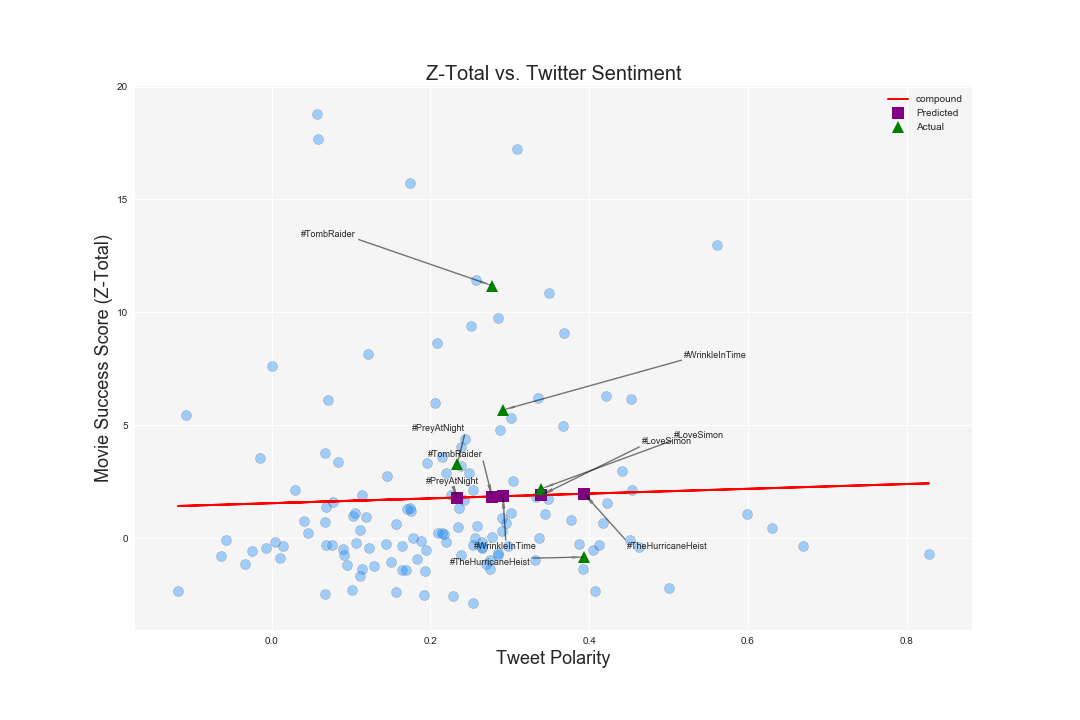 Z-Total vs. Twitter Sentiment
compound
Predicted
Actual
20
15
10
5
0
Movie Success Score (Z-Total)
#TombRaider
#WrinkleInTime
#PreyAtNight
#LoveSimon
#LoveSimon
#TombRaider
#PreyAtNight
#WrinkleInTime
#TheHurricaneHeist
#TheHurricaneHeist
0.0
0.2
0.4
0.6
0.8
Tweet Polarity